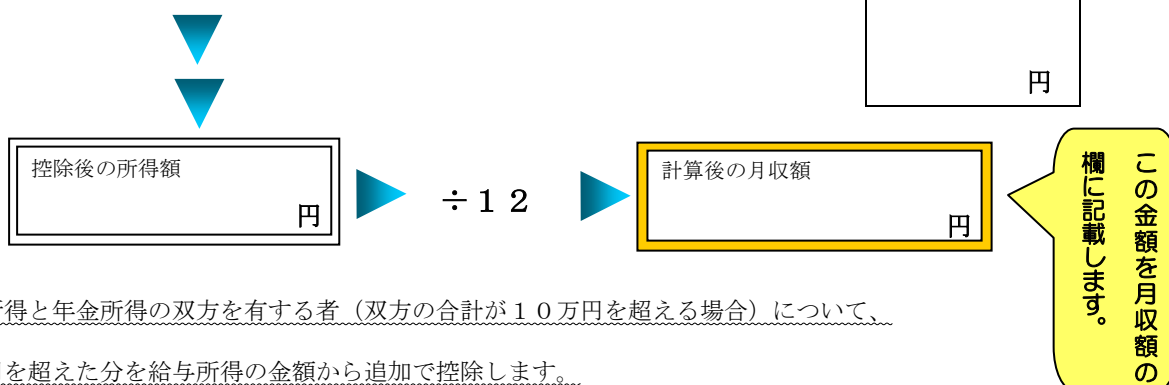 円
控除後の所得額
円
÷１２
計算後の月収額
円
この金額を月収額の
欄に記載します。
所得と年金所得の双方を有する者（双方の合計が１０万円を超える場合）について、
を超えた分を給与所得の金額から追加で控除します。